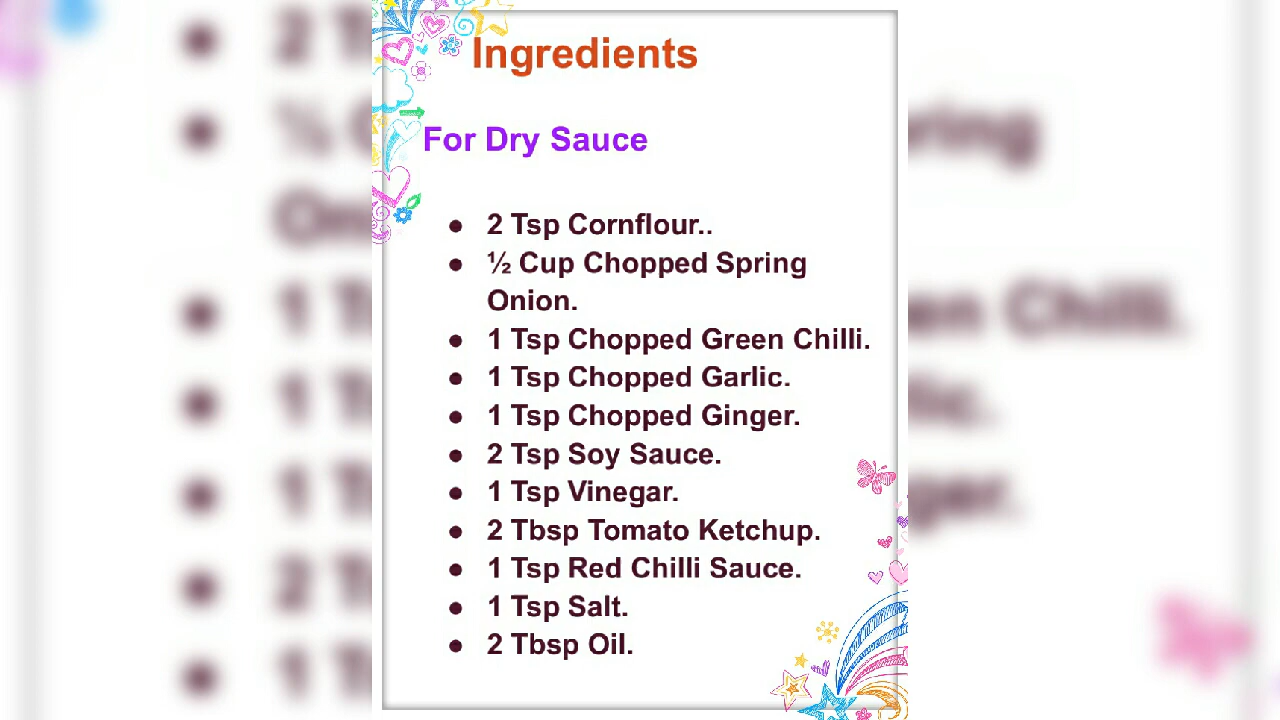 Ingredients
For Dry Sauce
● 2 Tsp Cornflour..
● ½ Cup Chopped Spring
Onion.
● 1 Tsp Chopped Green Chilli.
● 1 Tsp Chopped Garlic.
● 1 Tsp Chopped Ginger.
● 2 Tsp Soy Sauce.
● 1 Tsp Vinegar.
● 2 Tbsp Tomato Ketchup.
● 1 Tsp Red Chilli Sauce.
● 1 Tsp Salt.
● 2 Tbsp Oil.